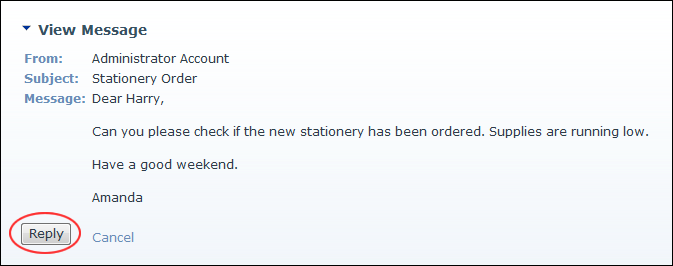 View Message
From: Administrator Account
Subject: Stationery Order
Message: Dear Harry,
Can you please check if the new stationery has been ordered. Supplies are running low.
Have a good weekend.
Amanda
Reply Cancel